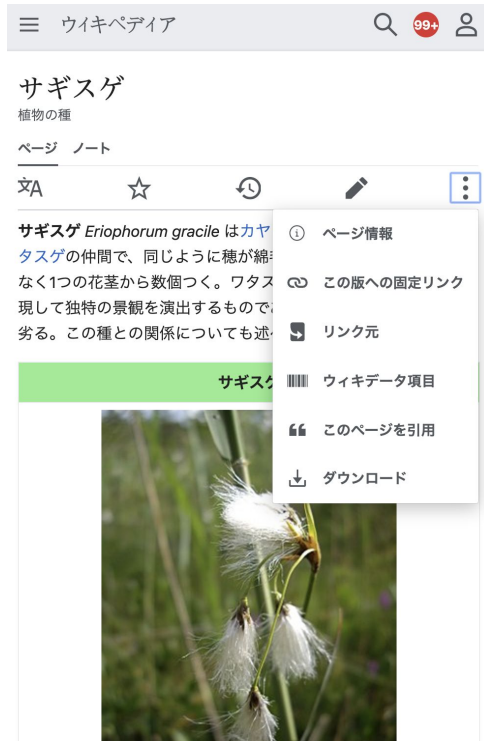 ウィキペディア
99+
サギスゲ
植物の種
ページ ノート
サギスゲ Eriophorum gracile はカヤ
タスゲの仲間で、同じように穂が綿
なく1つの花茎から数個つく。ワタス
現して独特の景観を演出するもので
劣る。この種との関係についても述
サギスゲ
ページ情報
この版への固定リンク
リンク元
ウィキデータ項目
このページを引用
ダウンロード